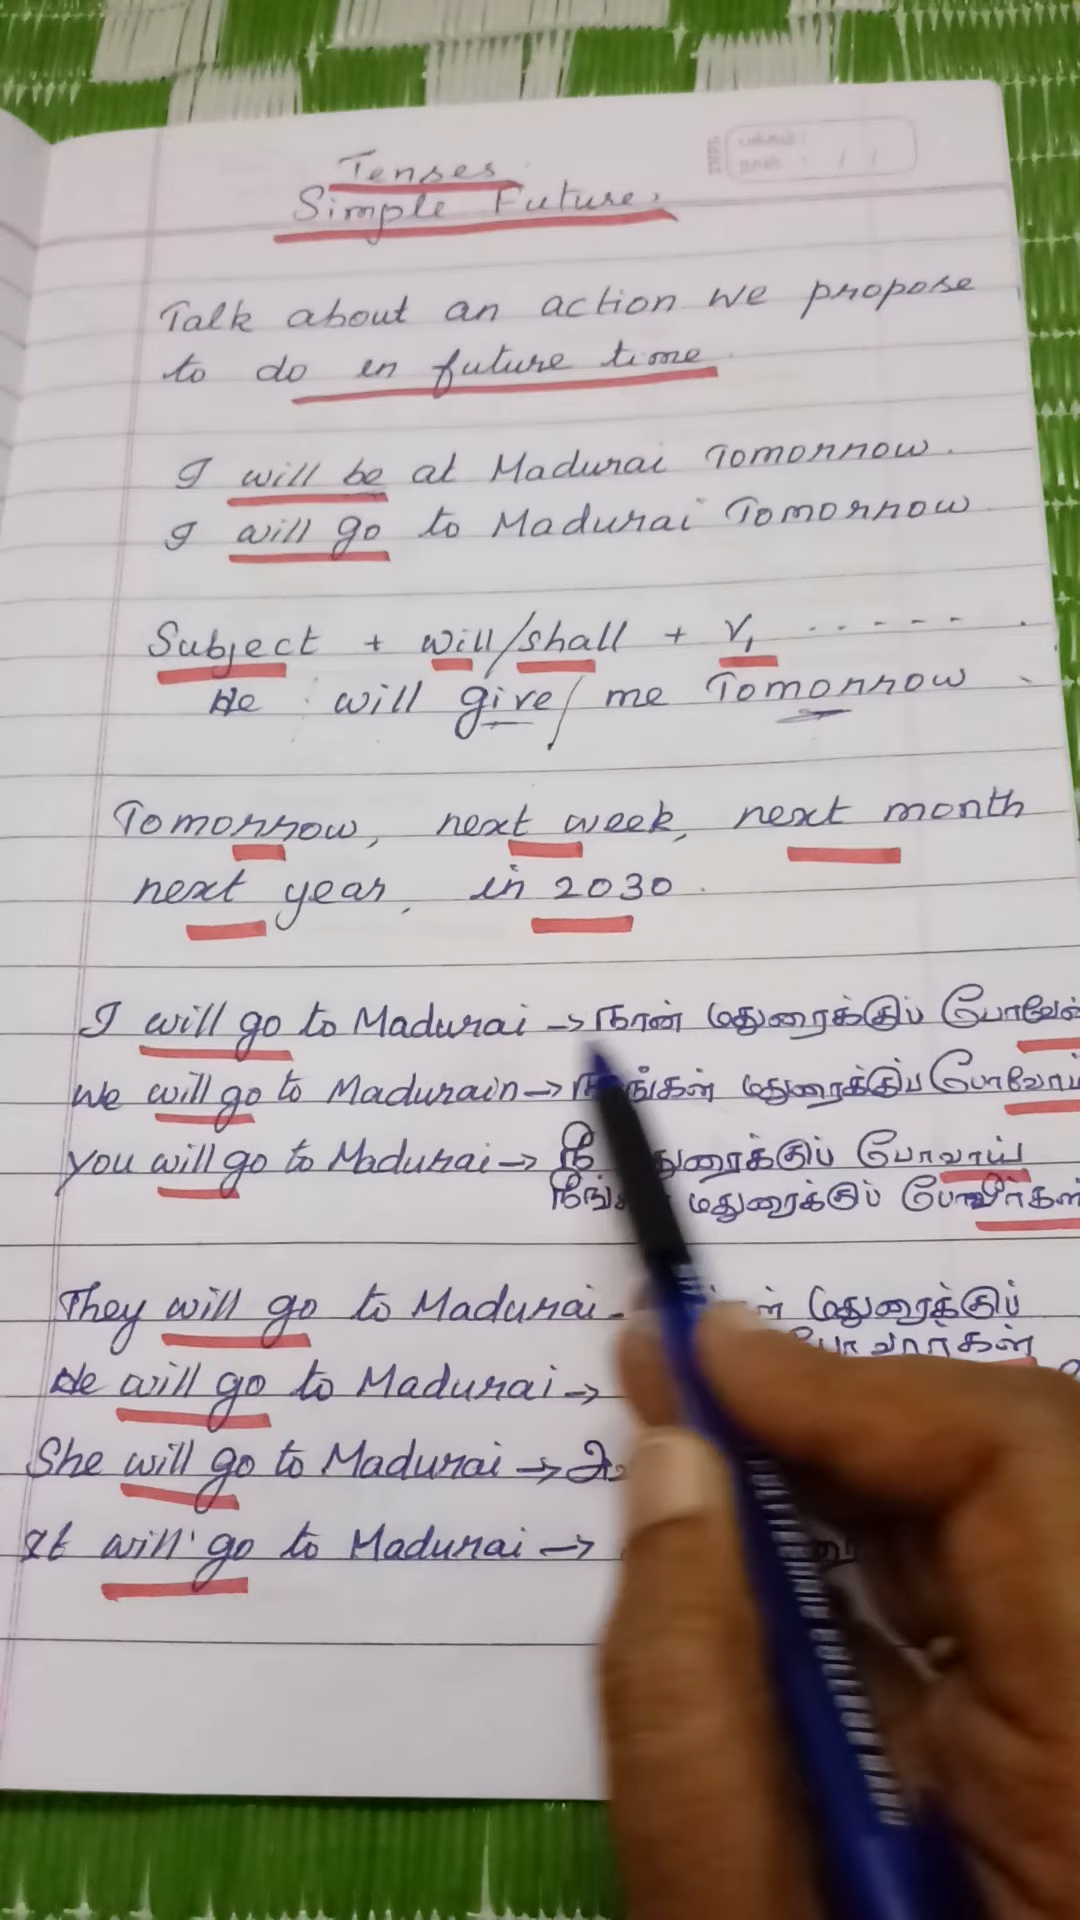 Tenses
Simple Future.
Talk about an action we propose
to do in future time.
I will be at Madurai Tomorrow.
I will go to Madurai Tomorrow.
Subject + will/shall + V1 ........
He will give/ me Tomorrow.
Tomorrow, next week, next month
next year, in 2030.
I will go to Madurai → நான் மதுரைக்குப் போவேன்
We will go to Madurain → மதுரைக்குப் போவோம்
You will go to Madurai → நீ போவாய்
மதுரைக்குப் போவீர்கள்
They will go to Madurai மதுரைக்குப்
போவார்கள்
He will go to Madurai →
She will go to Madurai →
It will go to Madurai →